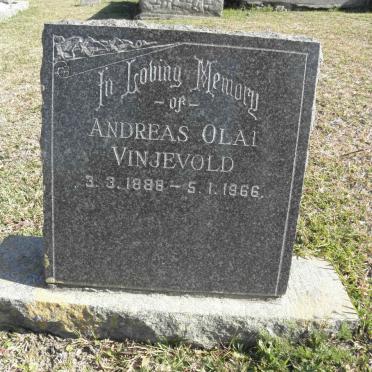 In Loving Memory
- of -
ANDREAS OLAI
VINJEVOLD
3.3.1888 – 5.1.1966.